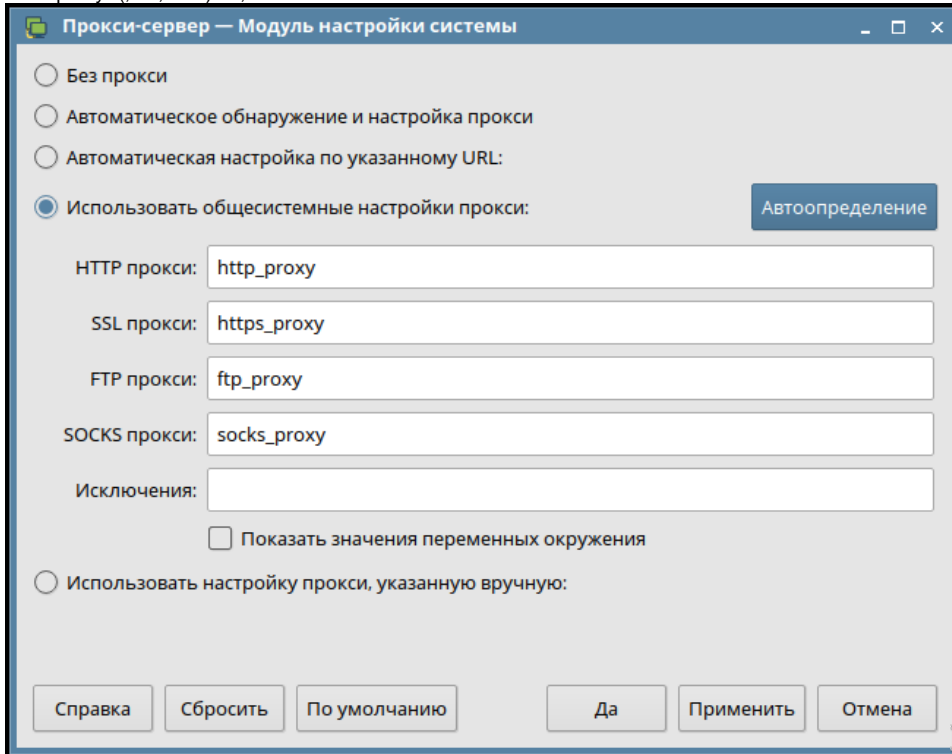 Прокси-сервер — Модуль настройки системы
Без прокси
Автоматическое обнаружение и настройка прокси
Автоматическая настройка по указанному URL:
Использовать общесистемные настройки прокси: Автоопределение
HTTP прокси: http_proxy
SSL прокси: https_proxy
FTP прокси: ftp_proxy
SOCKS прокси: socks_proxy
Исключения:
Показать значения переменных окружения
Использовать настройку прокси, указанную вручную:
Справка Сбросить По умолчанию Да Применить Отмена